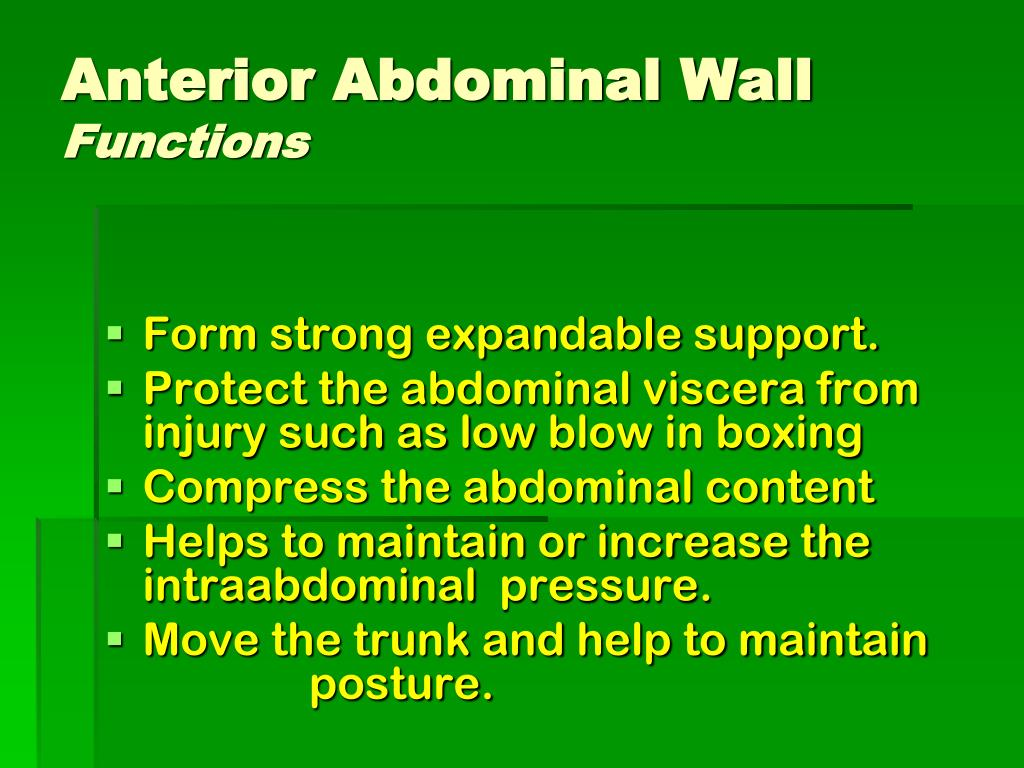 Anterior Abdominal Wall
Functions
▪ Form strong expandable support.
▪ Protect the abdominal viscera from
injury such as low blow in boxing
▪ Compress the abdominal content
▪ Helps to maintain or increase the
intraabdominal  pressure.
▪ Move the trunk and help to maintain
posture.